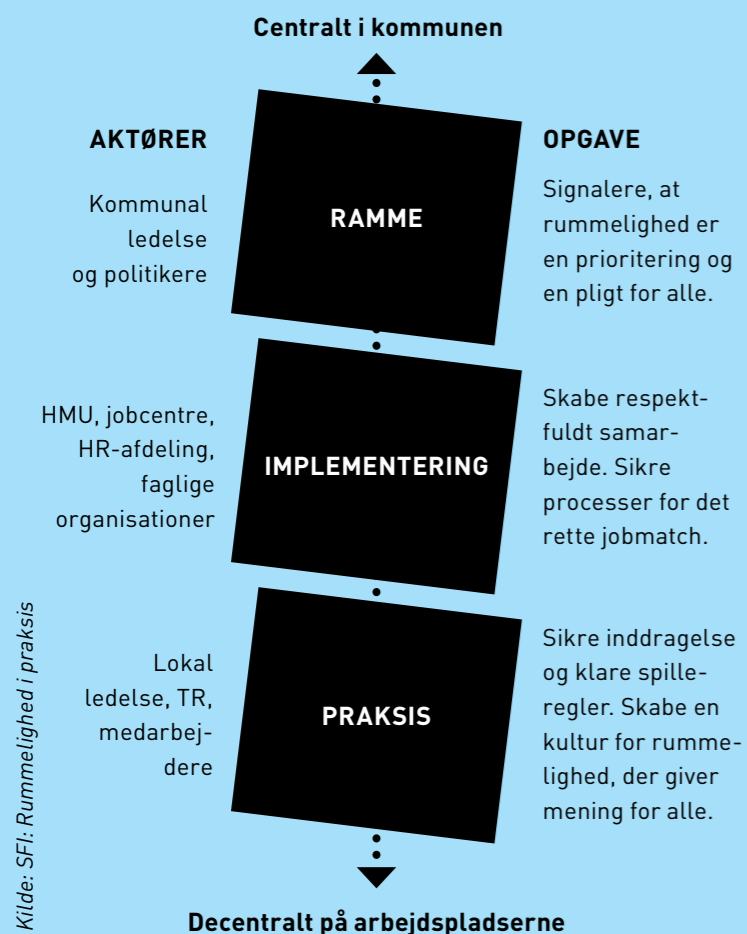 Centralt i kommunen
AKTØRER
OPGAVE
Kommunal
ledelse
og politikere
RAMME
Signalere, at
rummelighed er
en prioritering og
en pligt for alle.
HMU, jobcentre,
HR-afdeling,
faglige
organisationer
IMPLEMENTERING
Skabe respekt-
fuldt samar-
bejde. Sikre
processer for det
rette jobmatch.
Lokal
ledelse, TR,
medarbej-
dere
PRAKSIS
Sikre inddragelse
og klare spille-
regler. Skabe en
kultur for rumme-
lighed, der giver
mening for alle.
Decentralt på arbejdspladserne
Kilde: SFI: Rummelighed i praksis